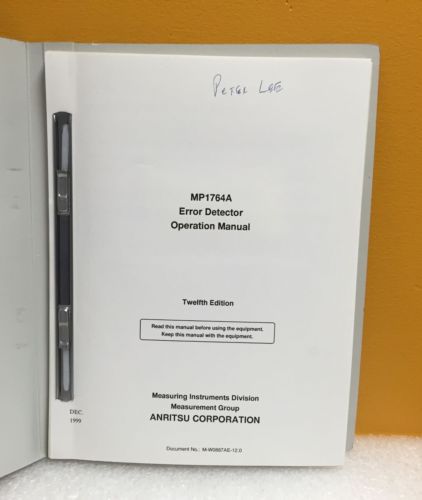 Peter Lee
MP1764A
Error Detector
Operation Manual
Twelfth Edition
Read this manual before using the equipment.
Keep this manual with the equipment.
Measuring Instruments Division
Measurement Group
ANRITSU CORPORATION
DEC.
1999
Document No.: M-W0887AE-12.0